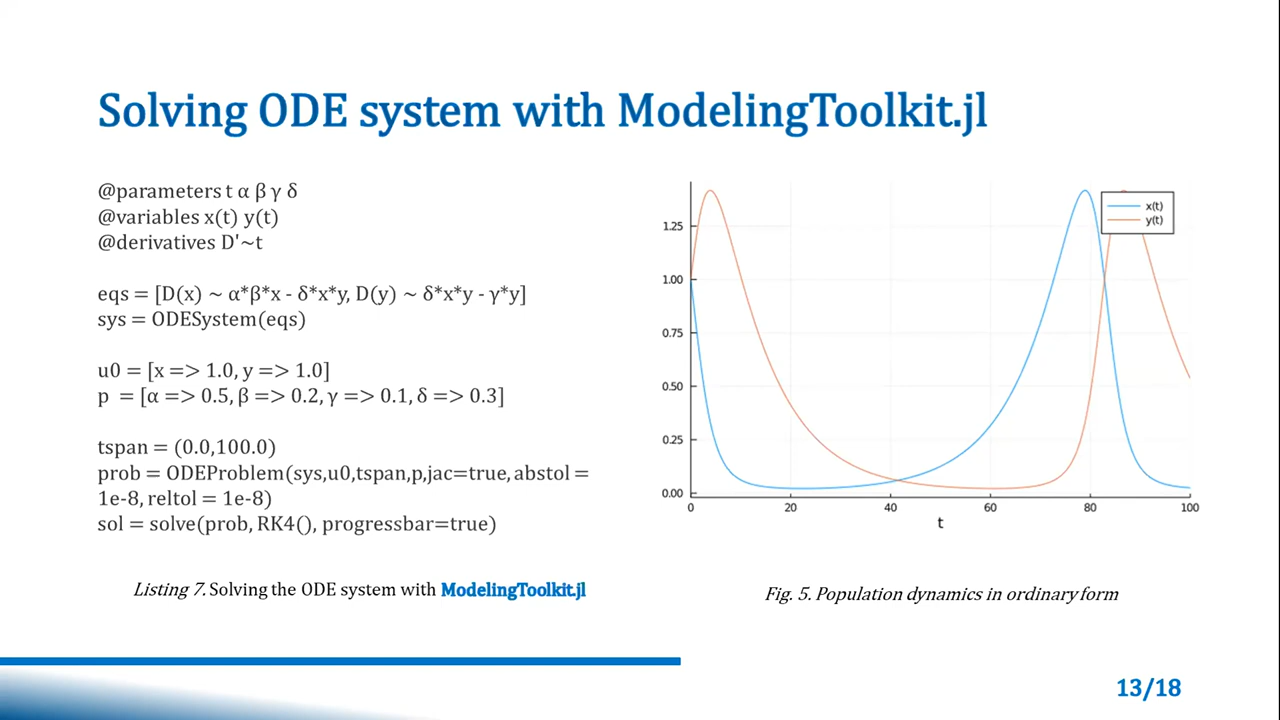 Solving ODE system with ModelingToolkit.jl
@parameters t α β γ δ
@variables x(t) y(t)
@derivatives D'~t
eqs = [D(x) ~ α*β*x - δ*x*y, D(y) ~ δ*x*y - γ*y]
sys = ODESystem(eqs)
u0 = [x => 1.0, y => 1.0]
p = [α => 0.5, β => 0.2, γ => 0.1, δ => 0.3]
tspan = (0.0,100.0)
prob = ODEProblem(sys,u0,tspan,p,jac=true, abstol =
1e-8, reltol = 1e-8)
sol = solve(prob, RK4(), progressbar=true)
Listing 7. Solving the ODE system with ModelingToolkit.jl
x(t)
y(t)
1.25
1.00
0.75
0.50
0.25
0.00
0 20 40 60 80 100
t
Fig. 5. Population dynamics in ordinary form
13/18